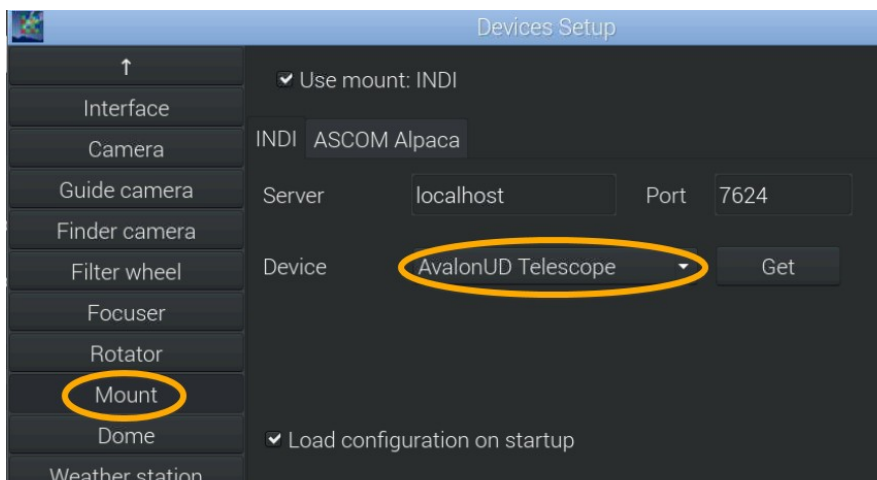 Devices Setup
↑
Interface
Camera
Guide camera
Finder camera
Filter wheel
Focuser
Rotator
Mount
Dome
Weather station
Use mount: INDI
INDI ASCOM Alpaca
Server localhost Port 7624
Device AvalonUD Telescope Get
Load configuration on startup